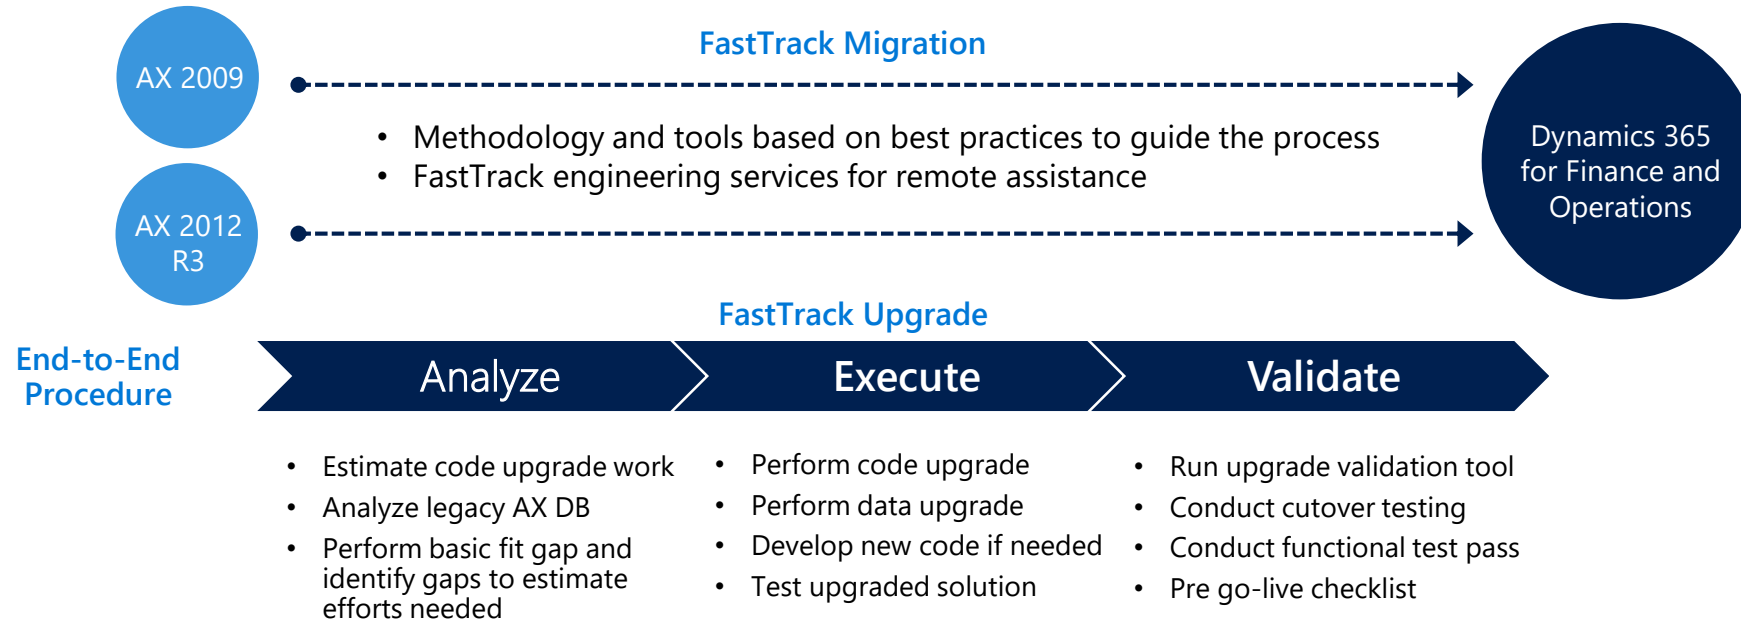 FastTrack Migration
AX 2009
• Methodology and tools based on best practices to guide the process
• FastTrack engineering services for remote assistance
AX 2012
R3
Dynamics 365
for Finance and
Operations
FastTrack Upgrade
End-to-End
Procedure
Analyze
Execute
Validate
• Estimate code upgrade work
• Analyze legacy AX DB
• Perform basic fit gap and
identify gaps to estimate
efforts needed
• Perform code upgrade
• Perform data upgrade
• Develop new code if needed
• Test upgraded solution
• Run upgrade validation tool
• Conduct cutover testing
• Conduct functional test pass
• Pre go-live checklist